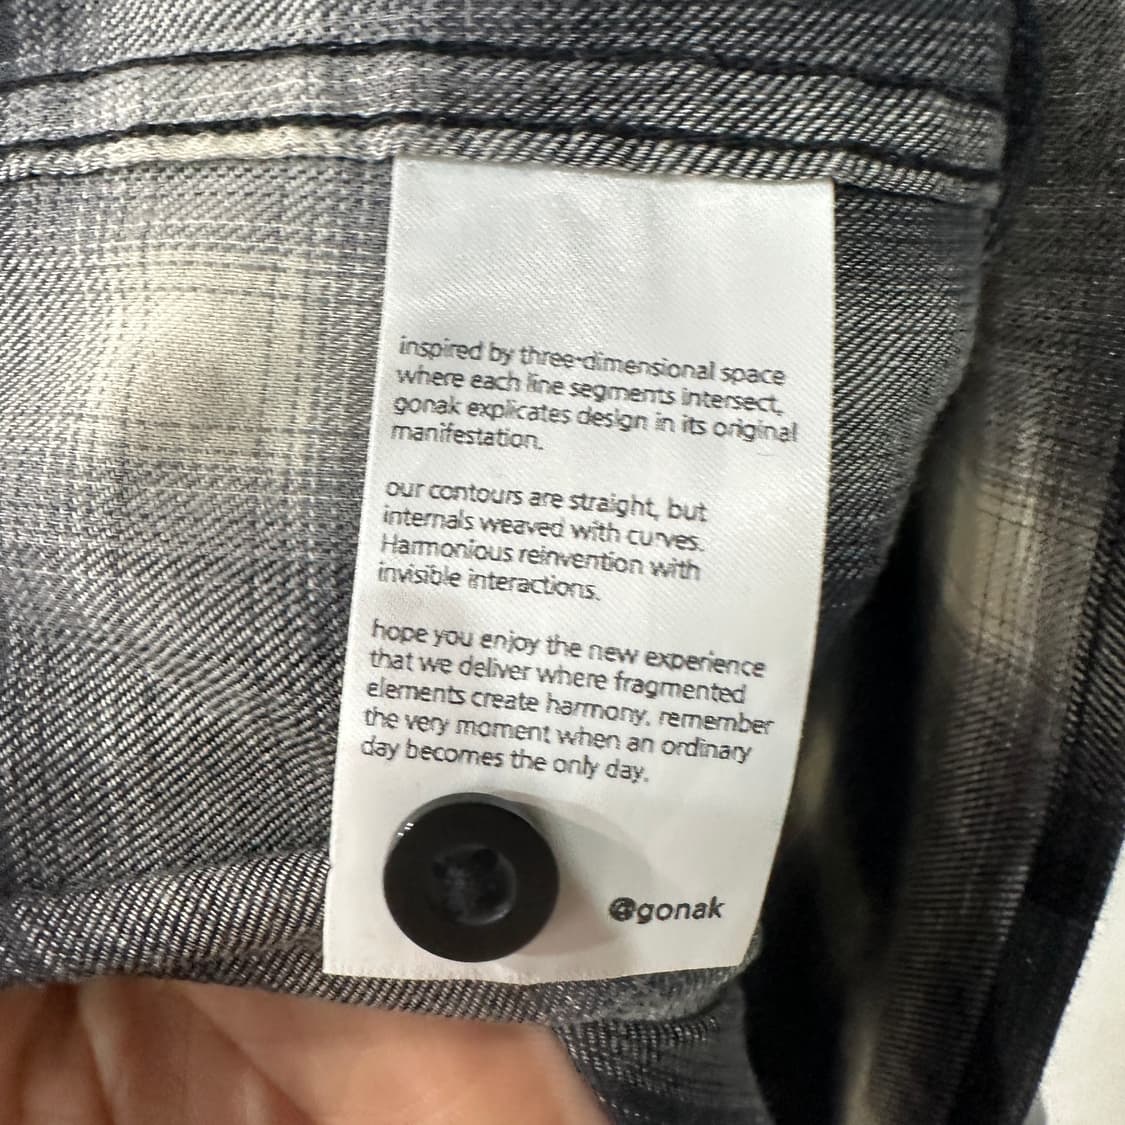 inspired by three-dimensional space
where each line segments intersect,
gonak explicates design in its original
manifestation.
our contours are straight, but
internals weaved with curves.
Harmonious reinvention with
invisible interactions.
hope you enjoy the new experience
that we deliver where fragmented
elements create harmony. remember
the very moment when an ordinary
day becomes the only day.
@gonak